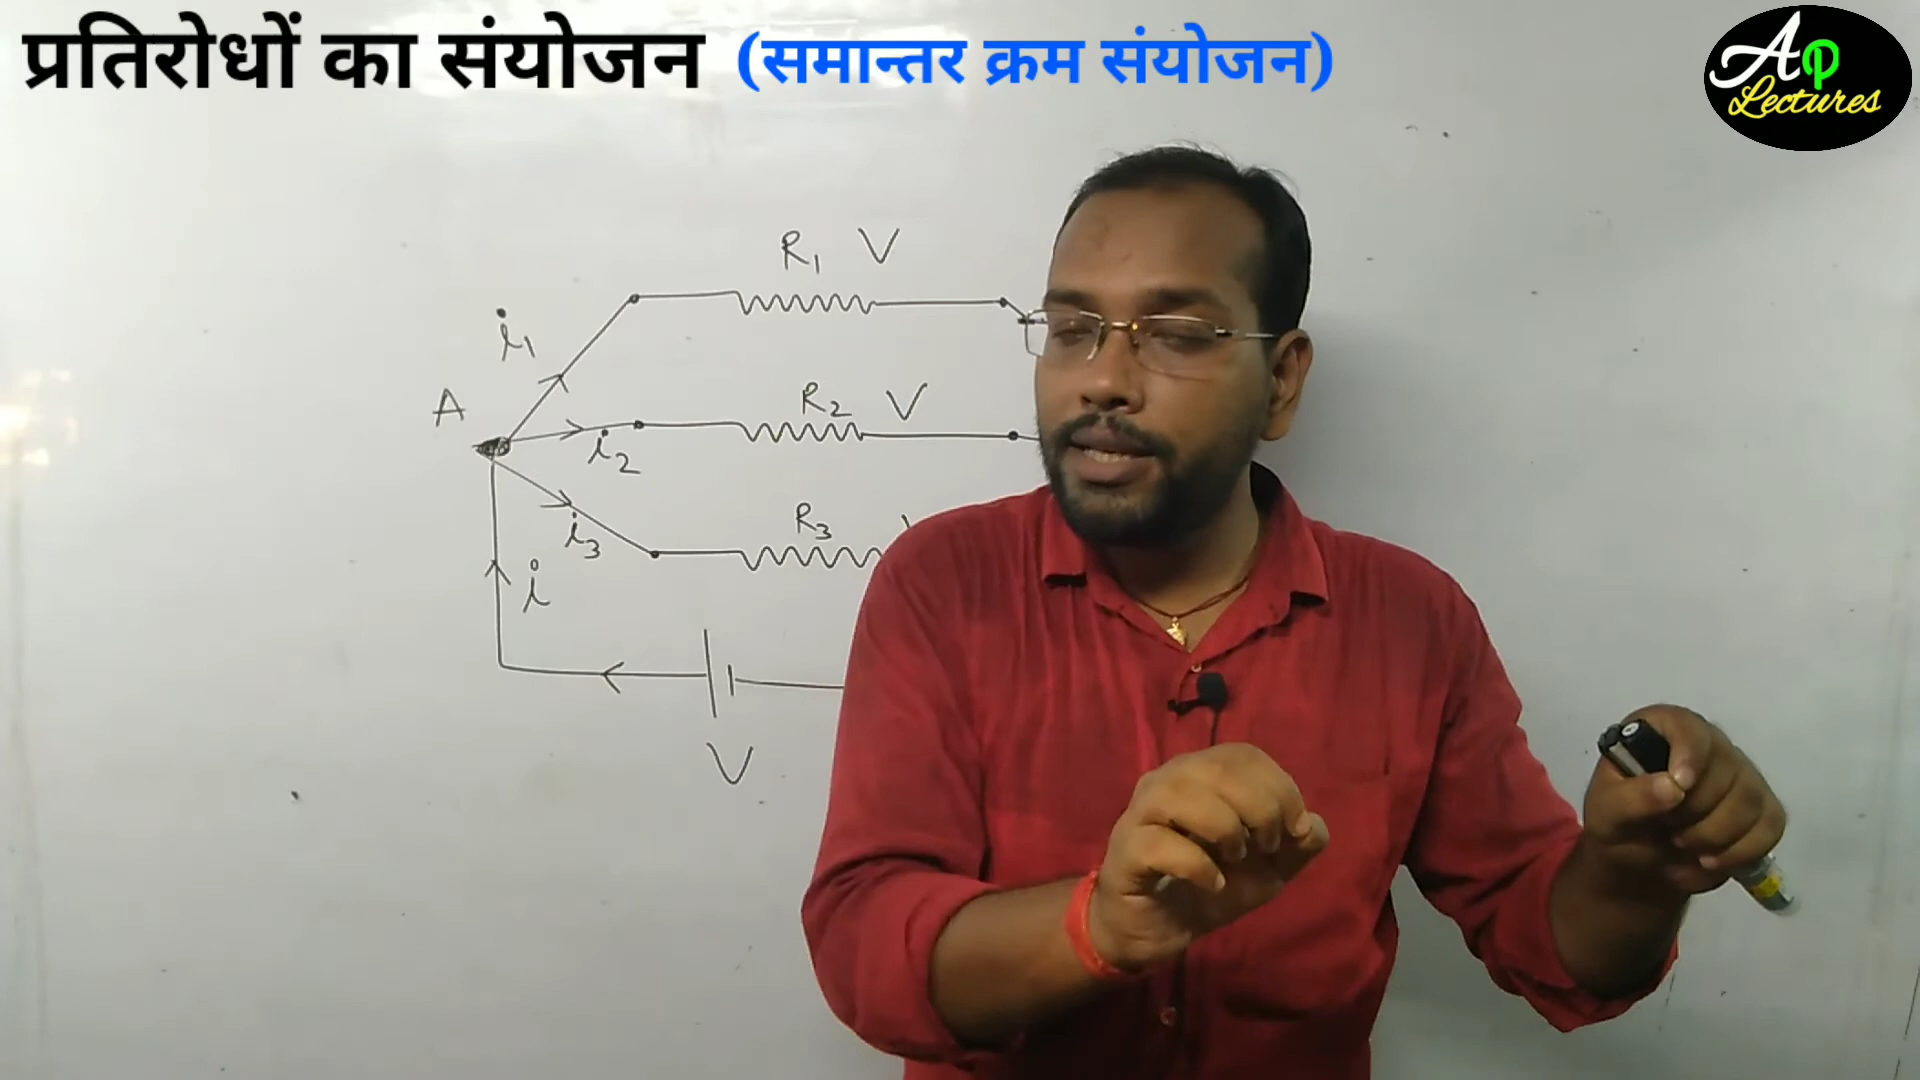 प्रतिरोधों का संयोजन (समान्तर क्रम संयोजन)
Ap
Lectures
R₁ V
i₁
A
R₂ V
i₂
R₃
i₃
i
V